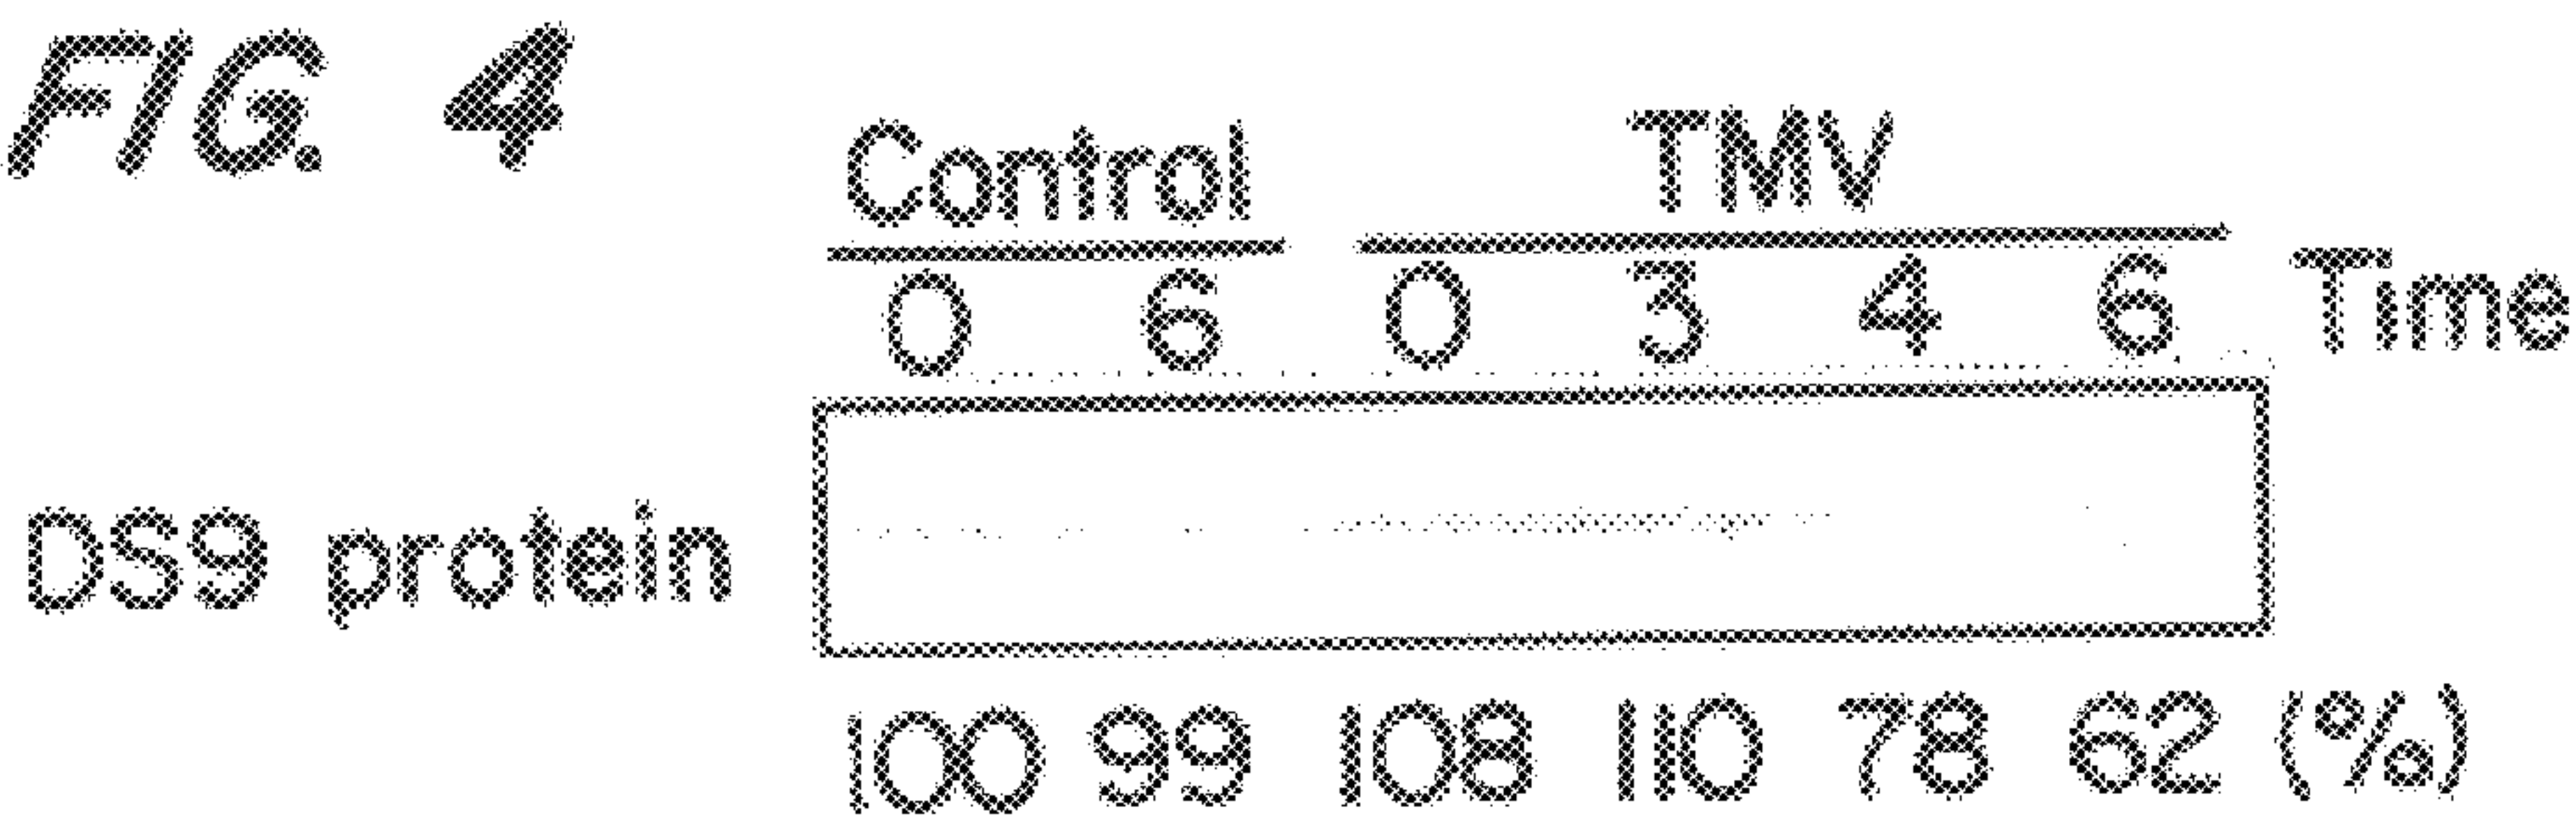 FIG. 4
Control TMV
0 6 0 3 4 6 Time
DS9 protein
100 99 108 110 78 62 (%)